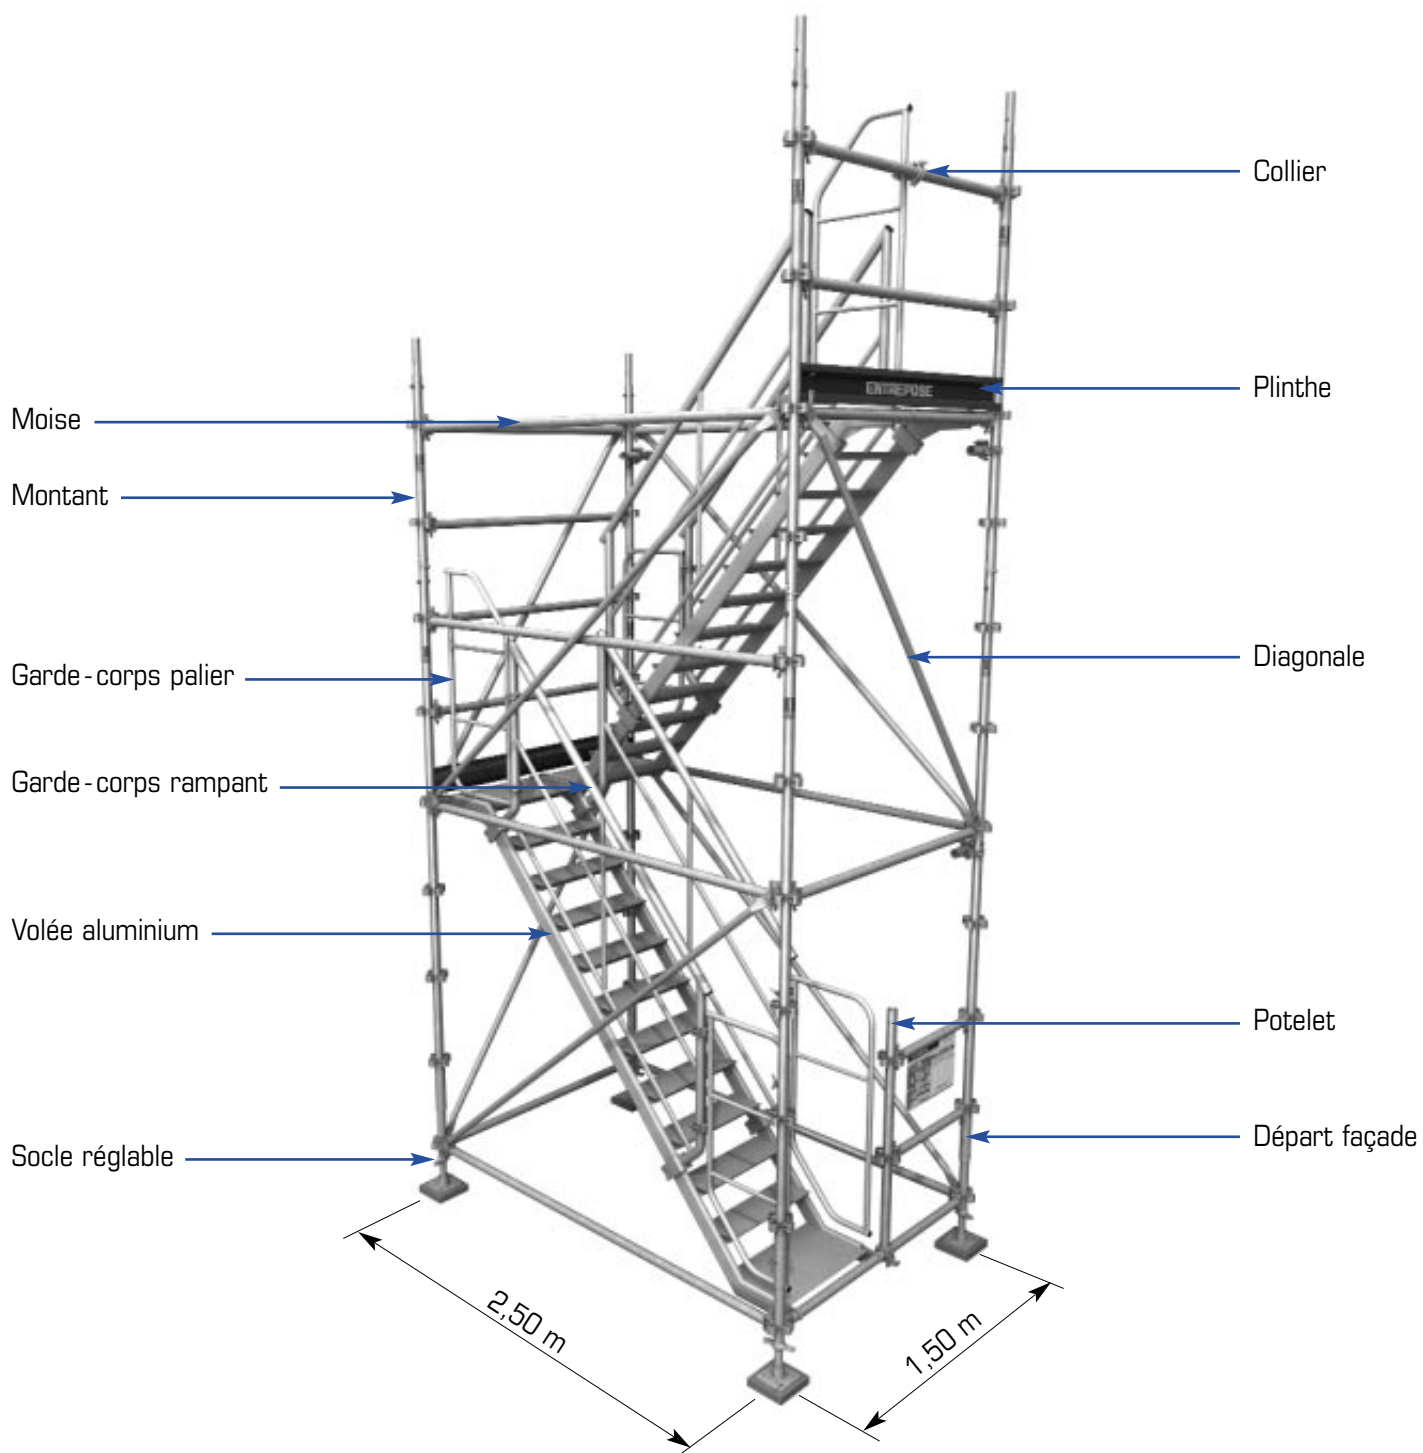 Collier
ENTREPOSE
Plinthe
Moise
Montant
Diagonale
Garde-corps palier
Garde-corps rampant
Volée aluminium
Potelet
Départ façade
Socle réglable
2,50 m
1,50 m